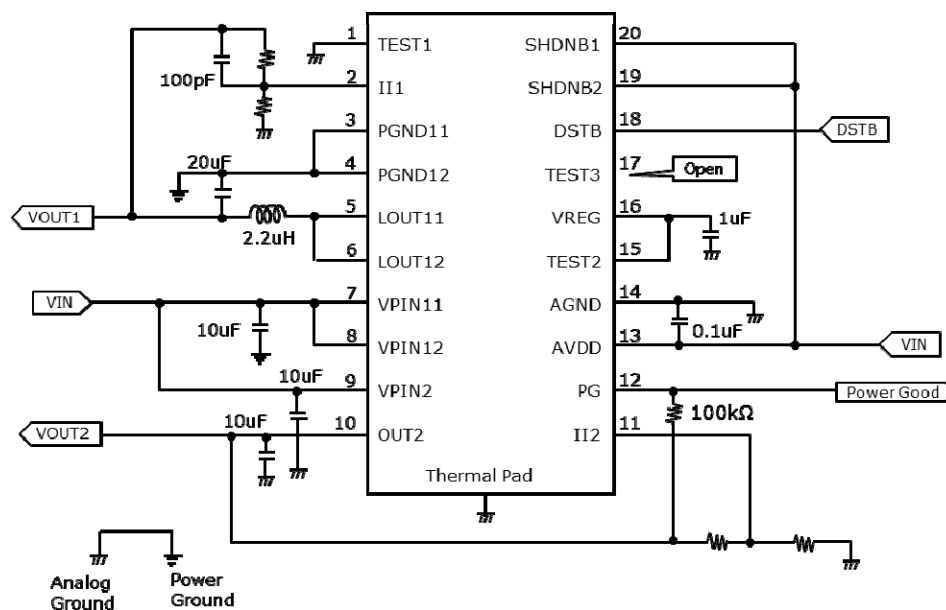 1 TEST1 SHDNB1 20
100pF
2 II1 SHDNB2 19
3 PGND11 DSTB 18 DSTB
20uF
4 PGND12 TEST3 17 Open
VOUT1
5 LOUT11 VREG 16 1uF
2.2uH
6 LOUT12 TEST2 15
VIN 7 VPIN11 AGND 14
10uF 0.1uF
8 VPIN12 AVDD 13 VIN
10uF
9 VPIN2 PG 12 Power Good
100kΩ
VOUT2 10uF
10 OUT2 II2 11
Thermal Pad
Analog Ground
Power Ground